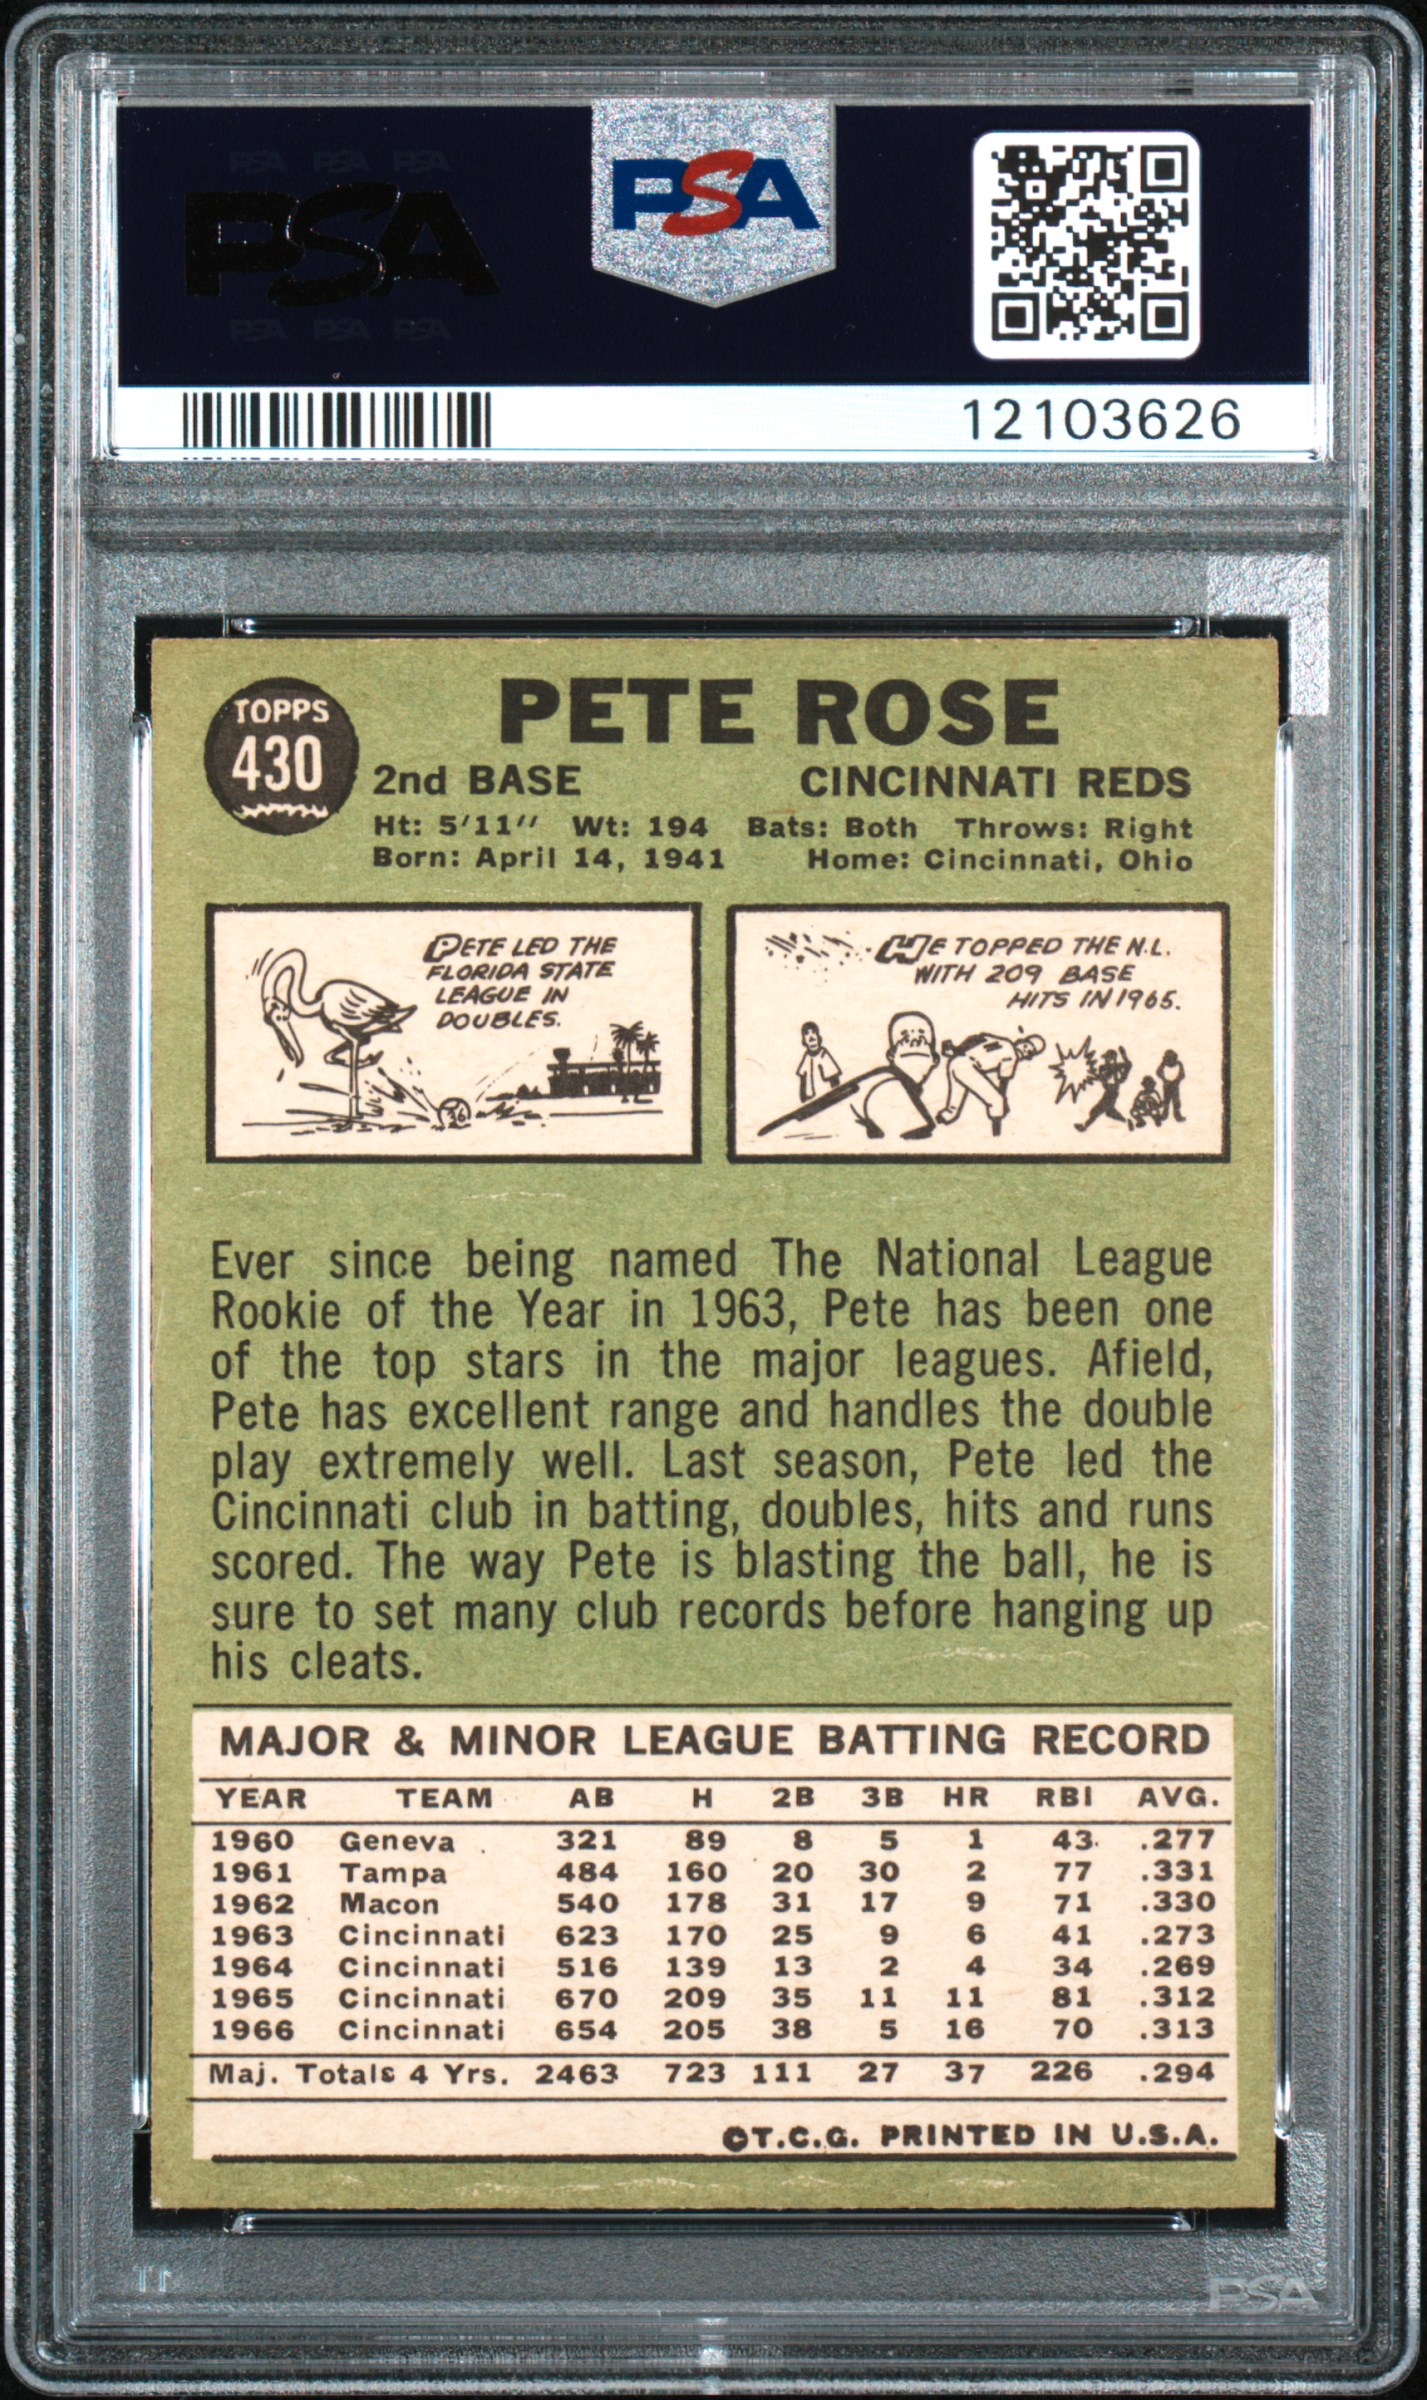 PSA PSA PSA
PSA
PSA PSA PSA
PSA
12103626
TOPPS
430
PETE ROSE
2nd BASE CINCINNATI REDS
Ht: 5'11" Wt: 194 Bats: Both Throws: Right
Born: April 14, 1941 Home: Cincinnati, Ohio
PETE LED THE
FLORIDA STATE
LEAGUE IN
DOUBLES.
36
HE TOPPED THE N.L.
WITH 209 BASE
HITS IN 1965.
Ever since being named The National League
Rookie of the Year in 1963, Pete has been one
of the top stars in the major leagues. Afield,
Pete has excellent range and handles the double
play extremely well. Last season, Pete led the
Cincinnati club in batting, doubles, hits and runs
scored. The way Pete is blasting the ball, he is
sure to set many club records before hanging up
his cleats.
MAJOR & MINOR LEAGUE BATTING RECORD
YEAR TEAM AB H 2B 3B HR RBI AVG.
1960 Geneva 321 89 8 5 1 43 .277
1961 Tampa 484 160 20 30 2 77 .331
1962 Macon 540 178 31 17 9 71 .330
1963 Cincinnati 623 170 25 9 6 41 .273
1964 Cincinnati 516 139 13 2 4 34 .269
1965 Cincinnati 670 209 35 11 11 81 .312
1966 Cincinnati 654 205 38 5 16 70 .313
Maj. Totals 4 Yrs. 2463 723 111 27 37 226 .294
©T.C.G. PRINTED IN U.S.A.
PSA